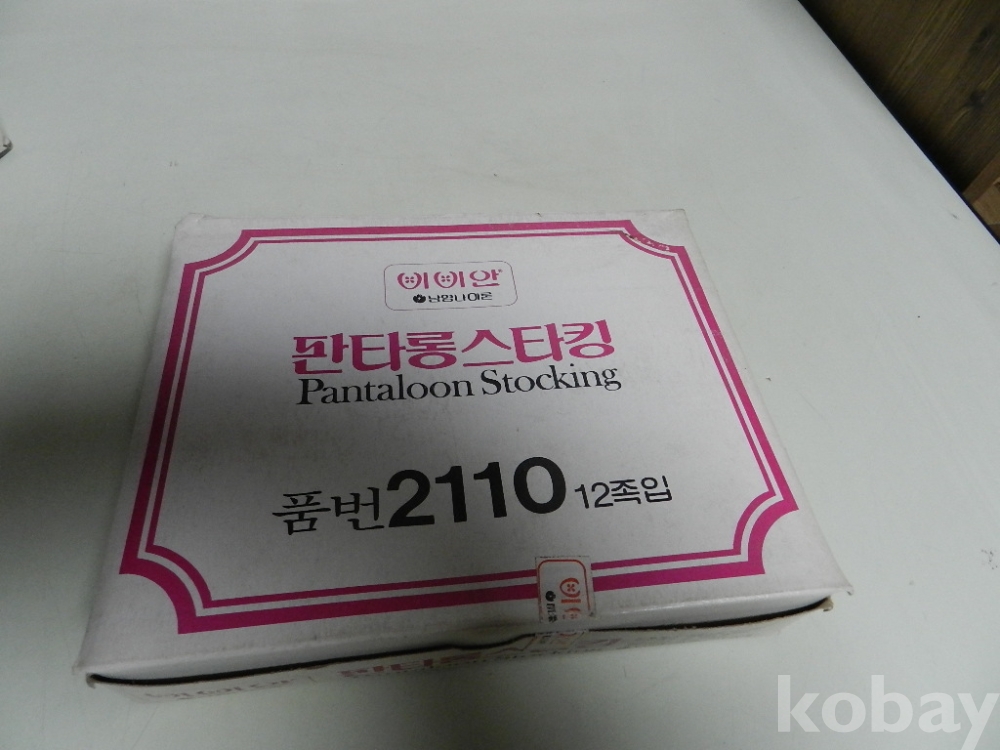 비비안
남영나이론
판타롱스타킹
Pantaloon Stocking
품번2110 12족입
kobay